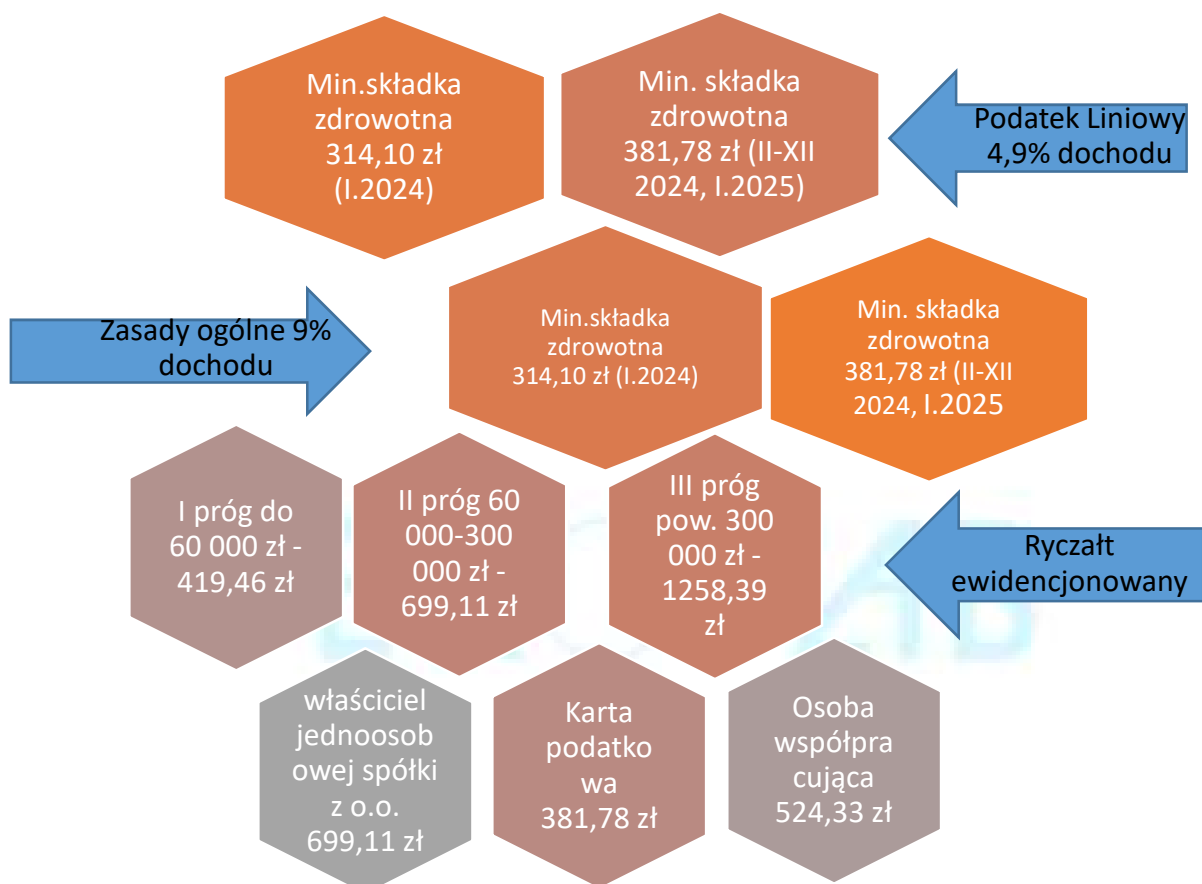 Min.składka
zdrowotna
314,10 zł
(I.2024)
Min. składka
zdrowotna
381,78 zł (II-XII
2024, I.2025)
Podatek Liniowy
4,9% dochodu
Zasady ogólne 9%
dochodu
Min.składka
zdrowotna
314,10 zł (I.2024)
Min. składka
zdrowotna
381,78 zł (II-XII
2024, I.2025
I próg do
60 000 zł -
419,46 zł
II próg 60
000-300
000 zł -
699,11 zł
III próg
pow. 300
000 zł -
1258,39
zł
Ryczałt
ewidencjonowany
właściciel
jednoosob
owej spółki
z o.o.
699,11 zł
Karta
podatko
wa
381,78 zł
Osoba
współpra
cująca
524,33 zł